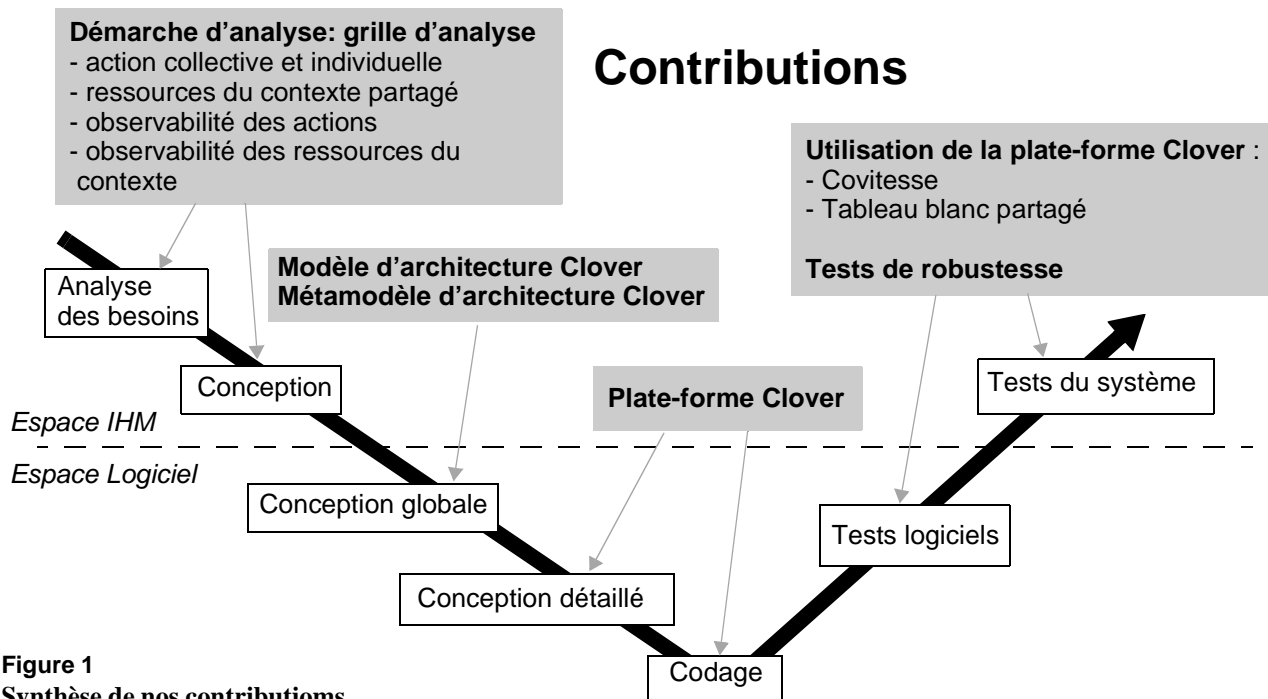 Démarche d'analyse: grille d'analyse
- action collective et individuelle
- ressources du contexte partagé
- observabilité des actions
- observabilité des ressources du
contexte
Contributions
Utilisation de la plate-forme Clover :
- Covitesse
- Tableau blanc partagé
Tests de robustesse
Modèle d'architecture Clover
Métamodèle d'architecture Clover
Analyse
des besoins
Conception
Plate-forme Clover
Tests du système
Espace IHM
Espace Logiciel
Conception globale
Tests logiciels
Conception détaillé
Codage
Figure 1
Synthèse de nos contributioms